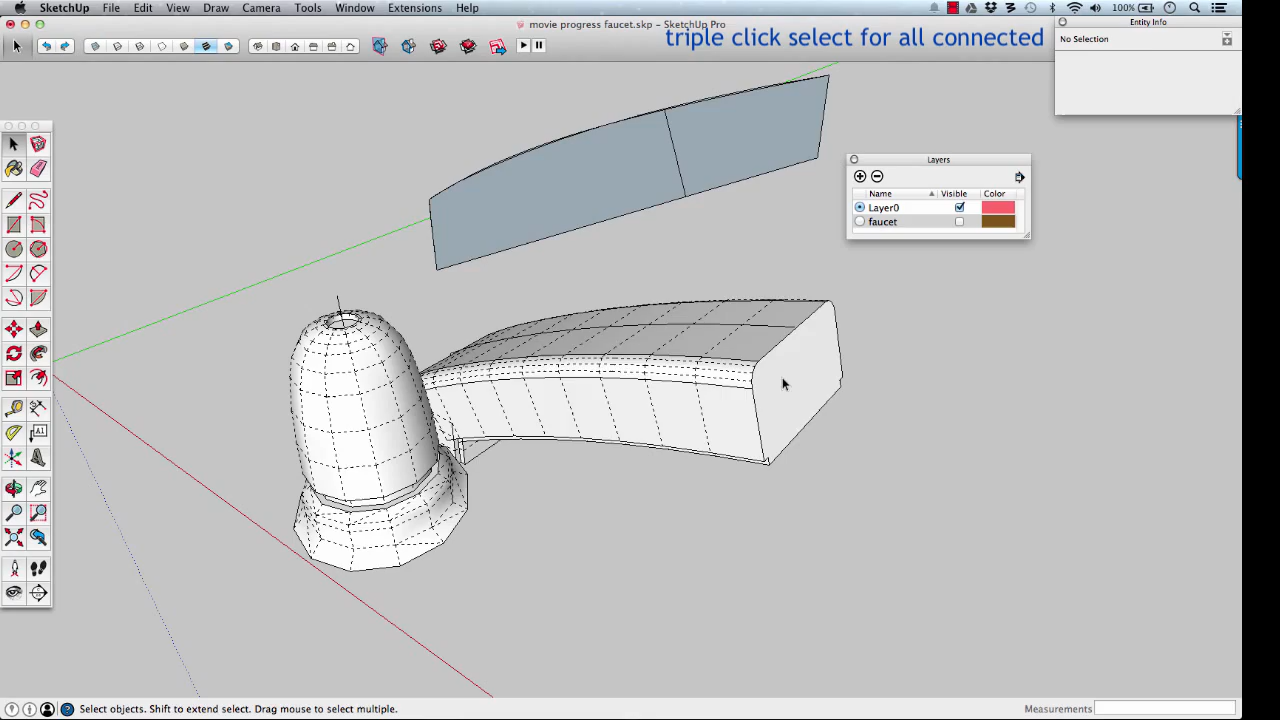 SketchUp File Edit View Draw Camera Tools Window Extensions Help 100%
movie progress faucet.skp – SketchUp Pro
triple click select for all connected
Entity Info
No Selection
Layers
Name Visible Color
Layer0
faucet
A1
Select objects. Shift to extend select. Drag mouse to select multiple.
Measurements